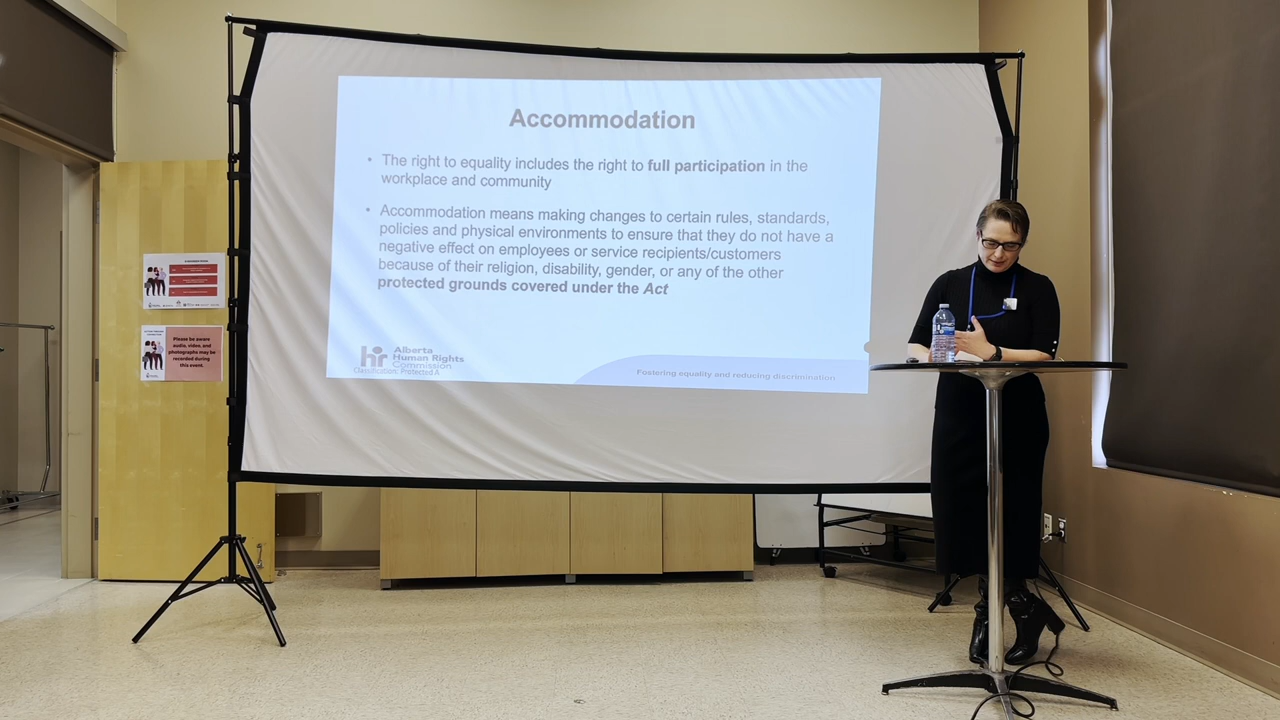 Accommodation
• The right to equality includes the right to full participation in the
workplace and community
• Accommodation means making changes to certain rules, standards,
policies and physical environments to ensure that they do not have a
negative effect on employees or service recipients/customers
because of their religion, disability, gender, or any of the other
protected grounds covered under the Act
hr Alberta
Human Rights
Commission
Classification: Protected A
Fostering equality and reducing discrimination
Please be aware
audio, video, and
photographs may be
recorded during
this event.